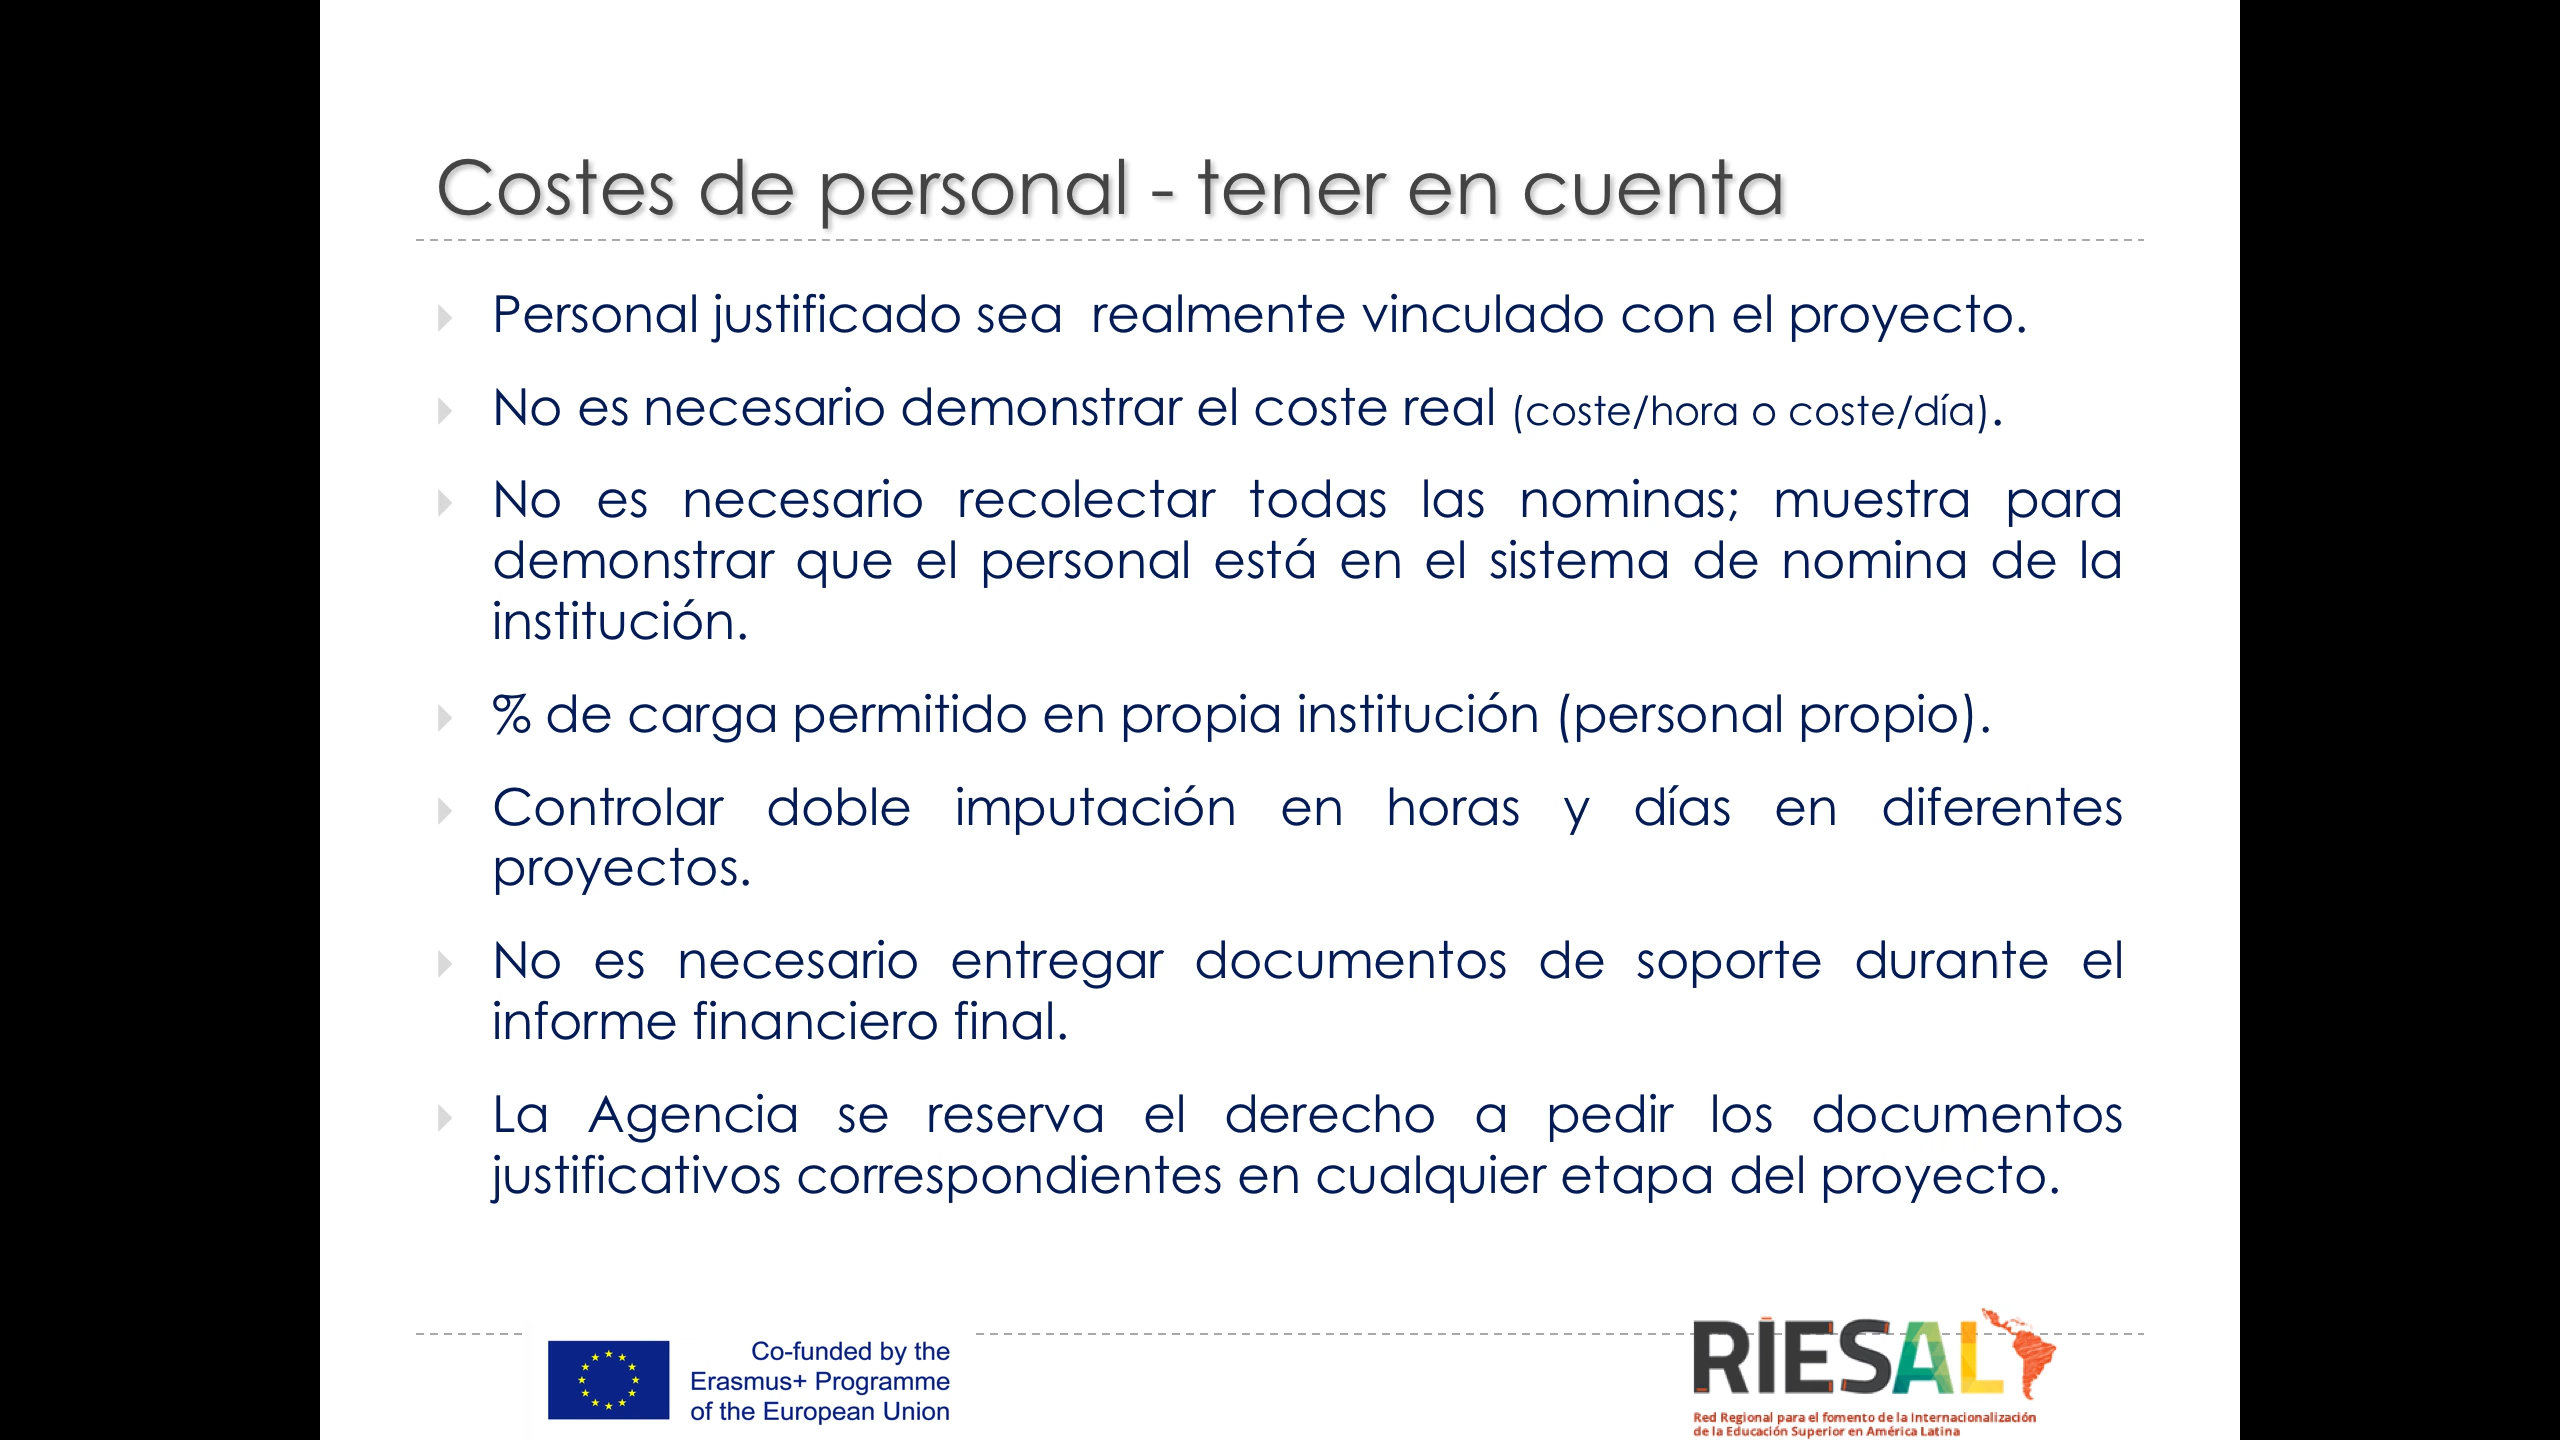 Costes de personal - tener en cuenta
Personal justificado sea  realmente vinculado con el proyecto.
No es necesario demonstrar el coste real (coste/hora o coste/día).
No es necesario recolectar todas las nominas; muestra para
demonstrar que el personal está en el sistema de nomina de la
institución.
% de carga permitido en propia institución (personal propio).
Controlar doble imputación en horas y días en diferentes
proyectos.
No es necesario entregar documentos de soporte durante el
informe financiero final.
La Agencia se reserva el derecho a pedir los documentos
justificativos correspondientes en cualquier etapa del proyecto.
Co-funded by the
Erasmus+ Programme
of the European Union
RIESAL
Red Regional para el fomento de la Internacionalización
de la Educación Superior en América Latina